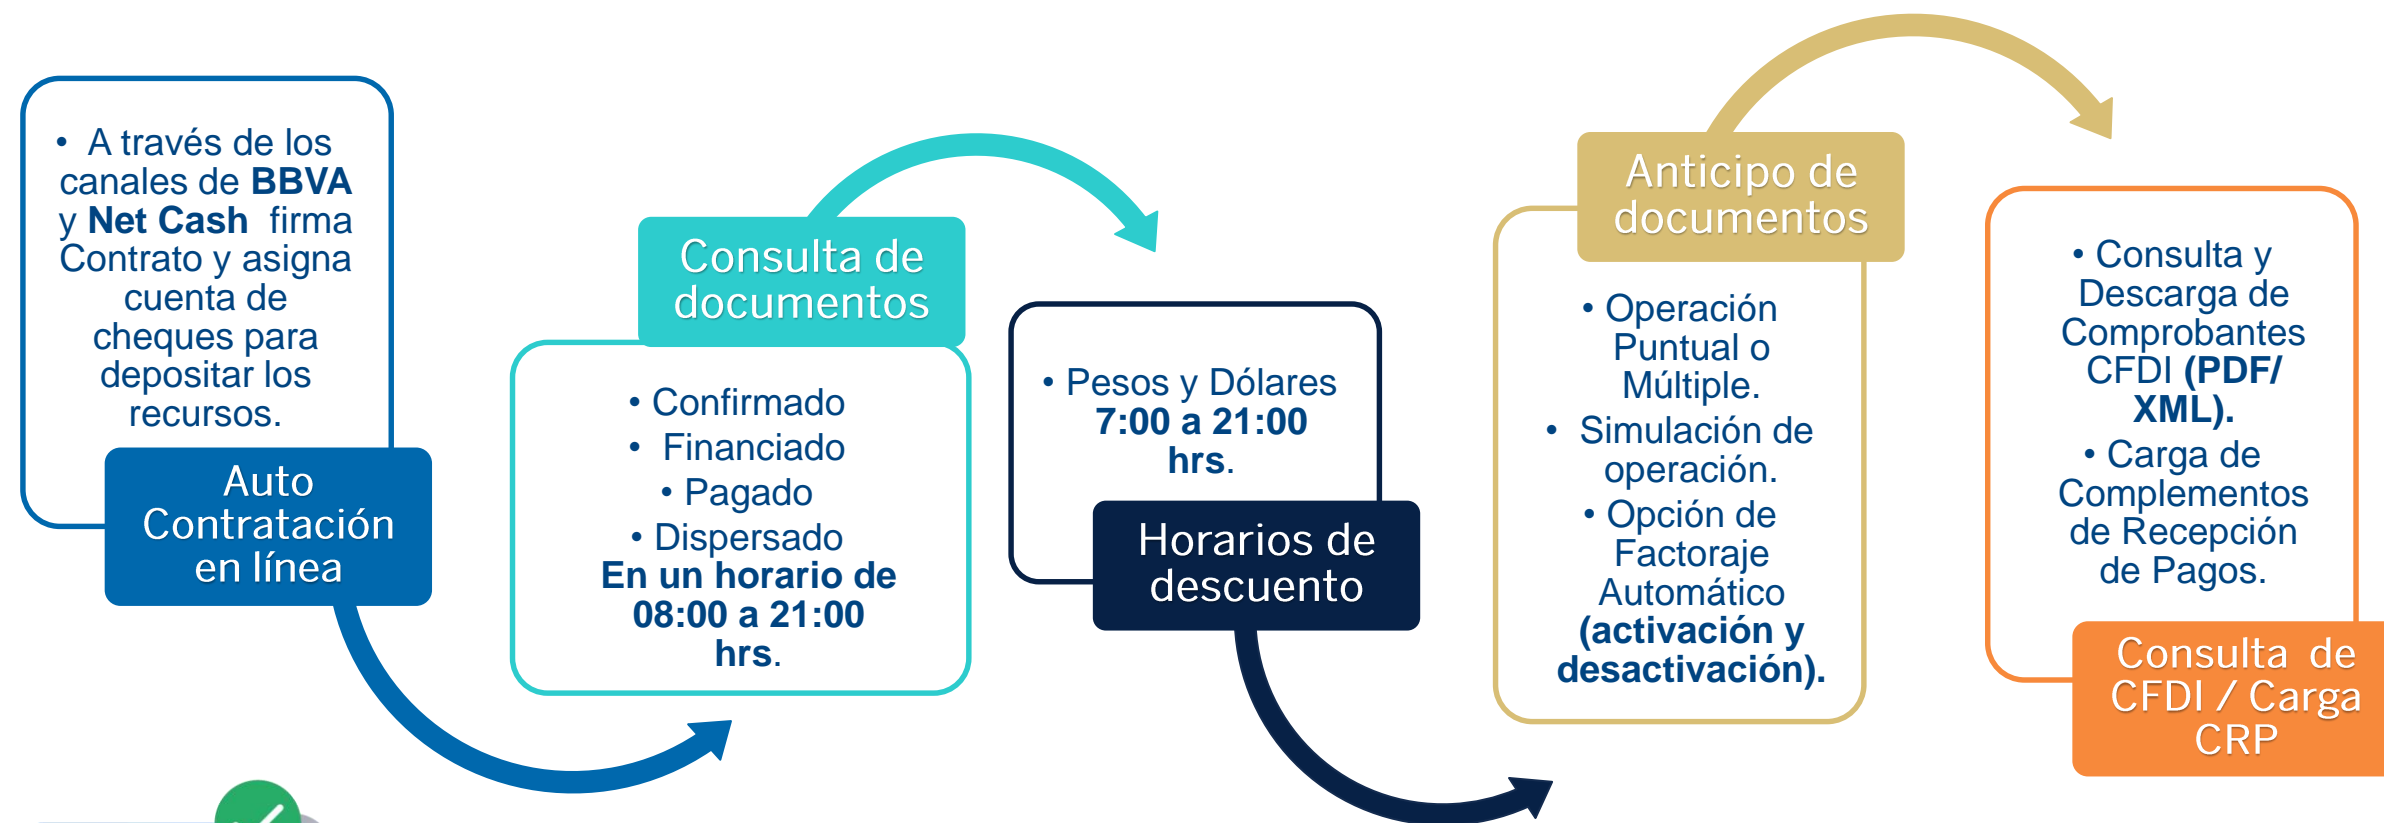 • A través de los
canales de BBVA
y Net Cash firma
Contrato y asigna
cuenta de
cheques para
depositar los
recursos.
Auto
Contratación
en línea
Consulta de
documentos
• Confirmado
• Financiado
• Pagado
• Dispersado
En un horario de
08:00 a 21:00
hrs.
• Pesos y Dólares
7:00 a 21:00
hrs.
Horarios de
descuento
Anticipo de
documentos
• Operación
Puntual o
Múltiple.
• Simulación de
operación.
• Opción de
Factoraje
Automático
(activación y
desactivación).
• Consulta y
Descarga de
Comprobantes
CFDI (PDF/
XML).
• Carga de
Complementos
de Recepción
de Pagos.
Consulta de
CFDI / Carga
CRP